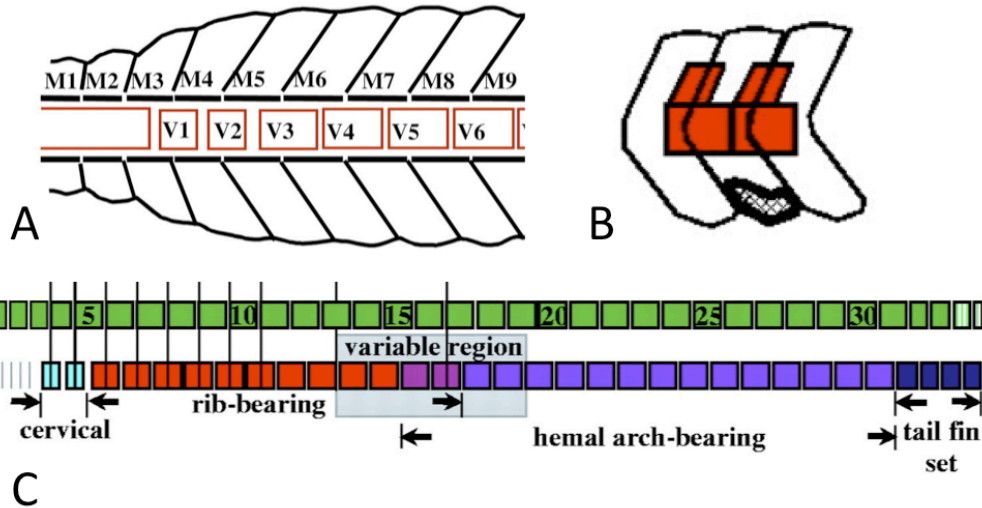 M1 M2 M3 M4 M5 M6 M7 M8 M9
V1 V2 V3 V4 V5 V6
A
B
5 10 15 20 25 30
variable region
rib-bearing
cervical
hemal arch-bearing
tail fin
set
C